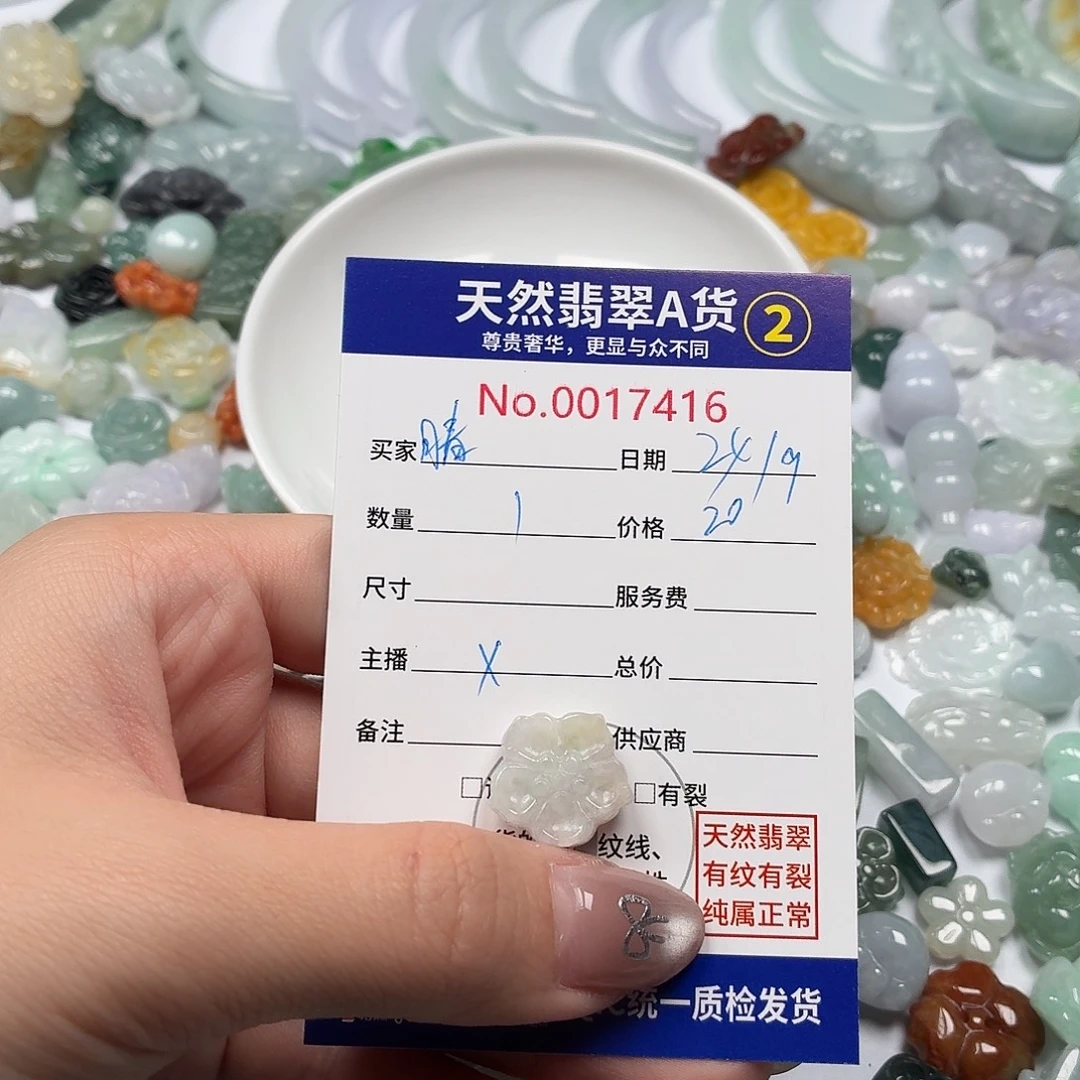 天然翡翠A货 2
尊贵奢华，更显与众不同
No.0017416
买家 日期 24/9
数量 1 价格 20
尺寸 服务费
主播 X 总价
备注 供应商
□ □有裂
纹线、
天然翡翠
有纹有裂
纯属正常
统一质检发货